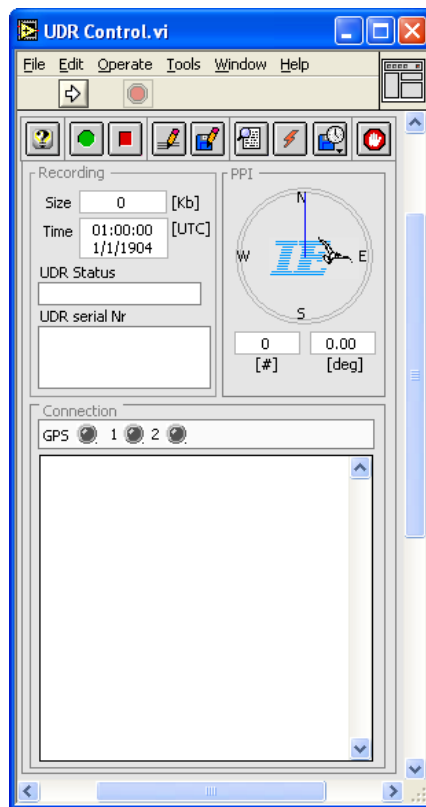 UDR Control.vi
File Edit Operate Tools Window Help
Recording
Size 0 [Kb]
Time 01:00:00 [UTC]
1/1/1904
UDR Status
UDR serial Nr
PPI
N
W IE E
S
0 0.00
[#] [deg]
Connection
GPS 1 2